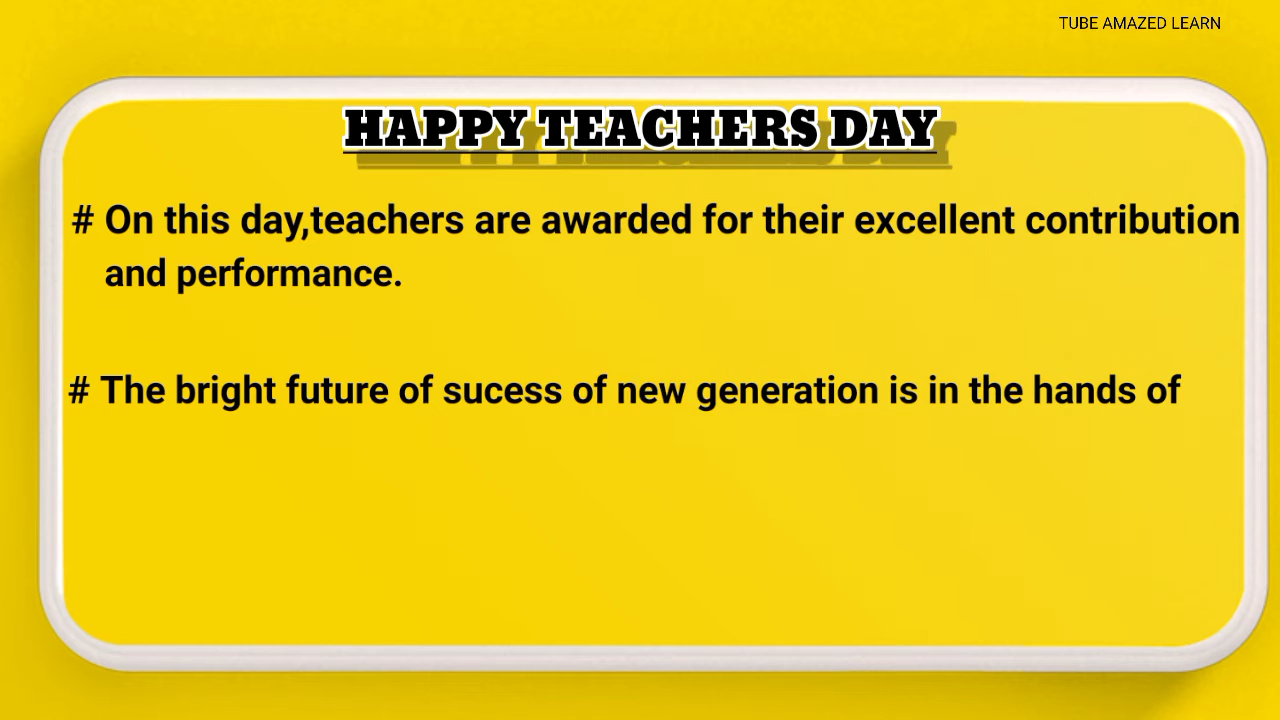 TUBE AMAZED LEARN
HAPPY TEACHERS DAY
# On this day,teachers are awarded for their excellent contribution
and performance.
# The bright future of sucess of new generation is in the hands of